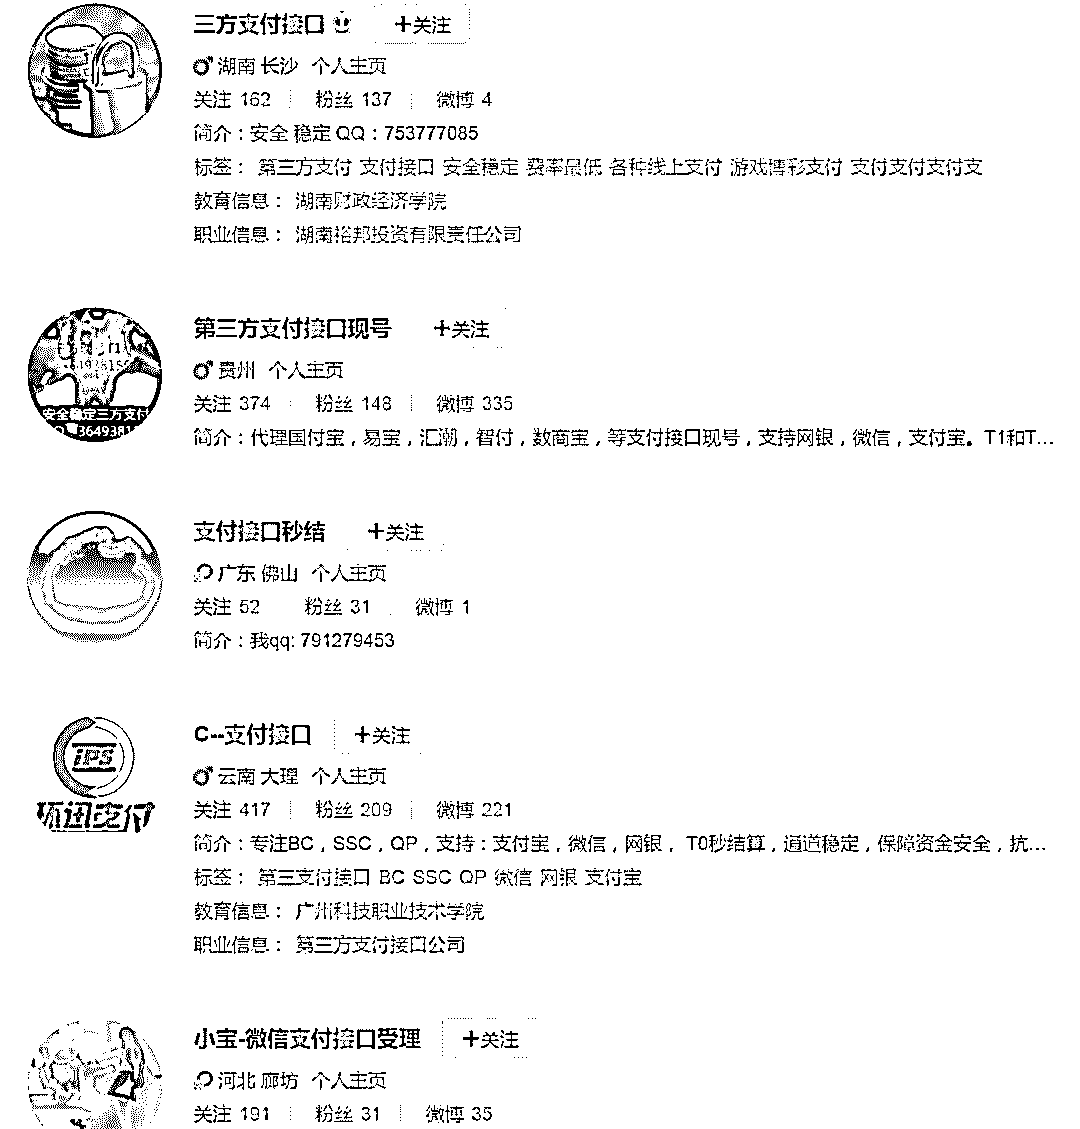 三方支付接口 +关注
湖南 长沙 个人主页
关注 162 粉丝 137 微博 4
简介：安全 稳定 QQ：753777085
标签： 第三方支付 支付接口 安全稳定 费率最低 各种线上支付 游戏博彩支付 支付支付支付支
教育信息： 湖南财政经济学院
职业信息： 湖南裕邦投资有限责任公司
第三方支付接口现号 +关注
安全稳定三方支付
贵州 个人主页
关注 374 粉丝 148 微博 335
简介：代理国付宝，易宝，汇潮，智付，数商宝，等支付接口现号，支持网银，微信，支付宝。T1和T...
支付接口秒结 +关注
广东 佛山 个人主页
关注 52 粉丝 31 微博 1
简介：我qq: 791279453
C--支付接口 +关注
iPS
环迅支付
云南 大理 个人主页
关注 417 粉丝 209 微博 221
简介：专注BC，SSC，QP，支持：支付宝，微信，网银， T0秒结算，通道稳定，保障资金安全，抗...
标签： 第三支付接口 BC SSC QP 微信 网银 支付宝
教育信息： 广州科技职业技术学院
职业信息： 第三方支付接口公司
小宝-微信支付接口受理 +关注
河北 廊坊 个人主页
关注 191 粉丝 31 微博 35